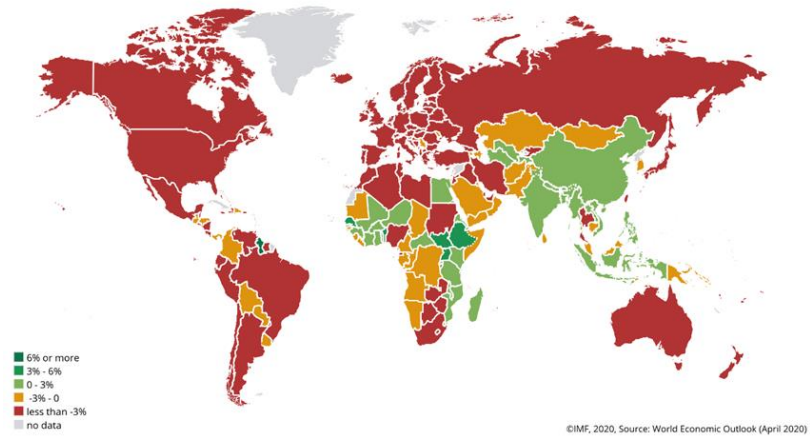 6% or more
3% - 6%
0 - 3%
-3% - 0
less than -3%
no data
©IMF, 2020, Source: World Economic Outlook (April 2020)